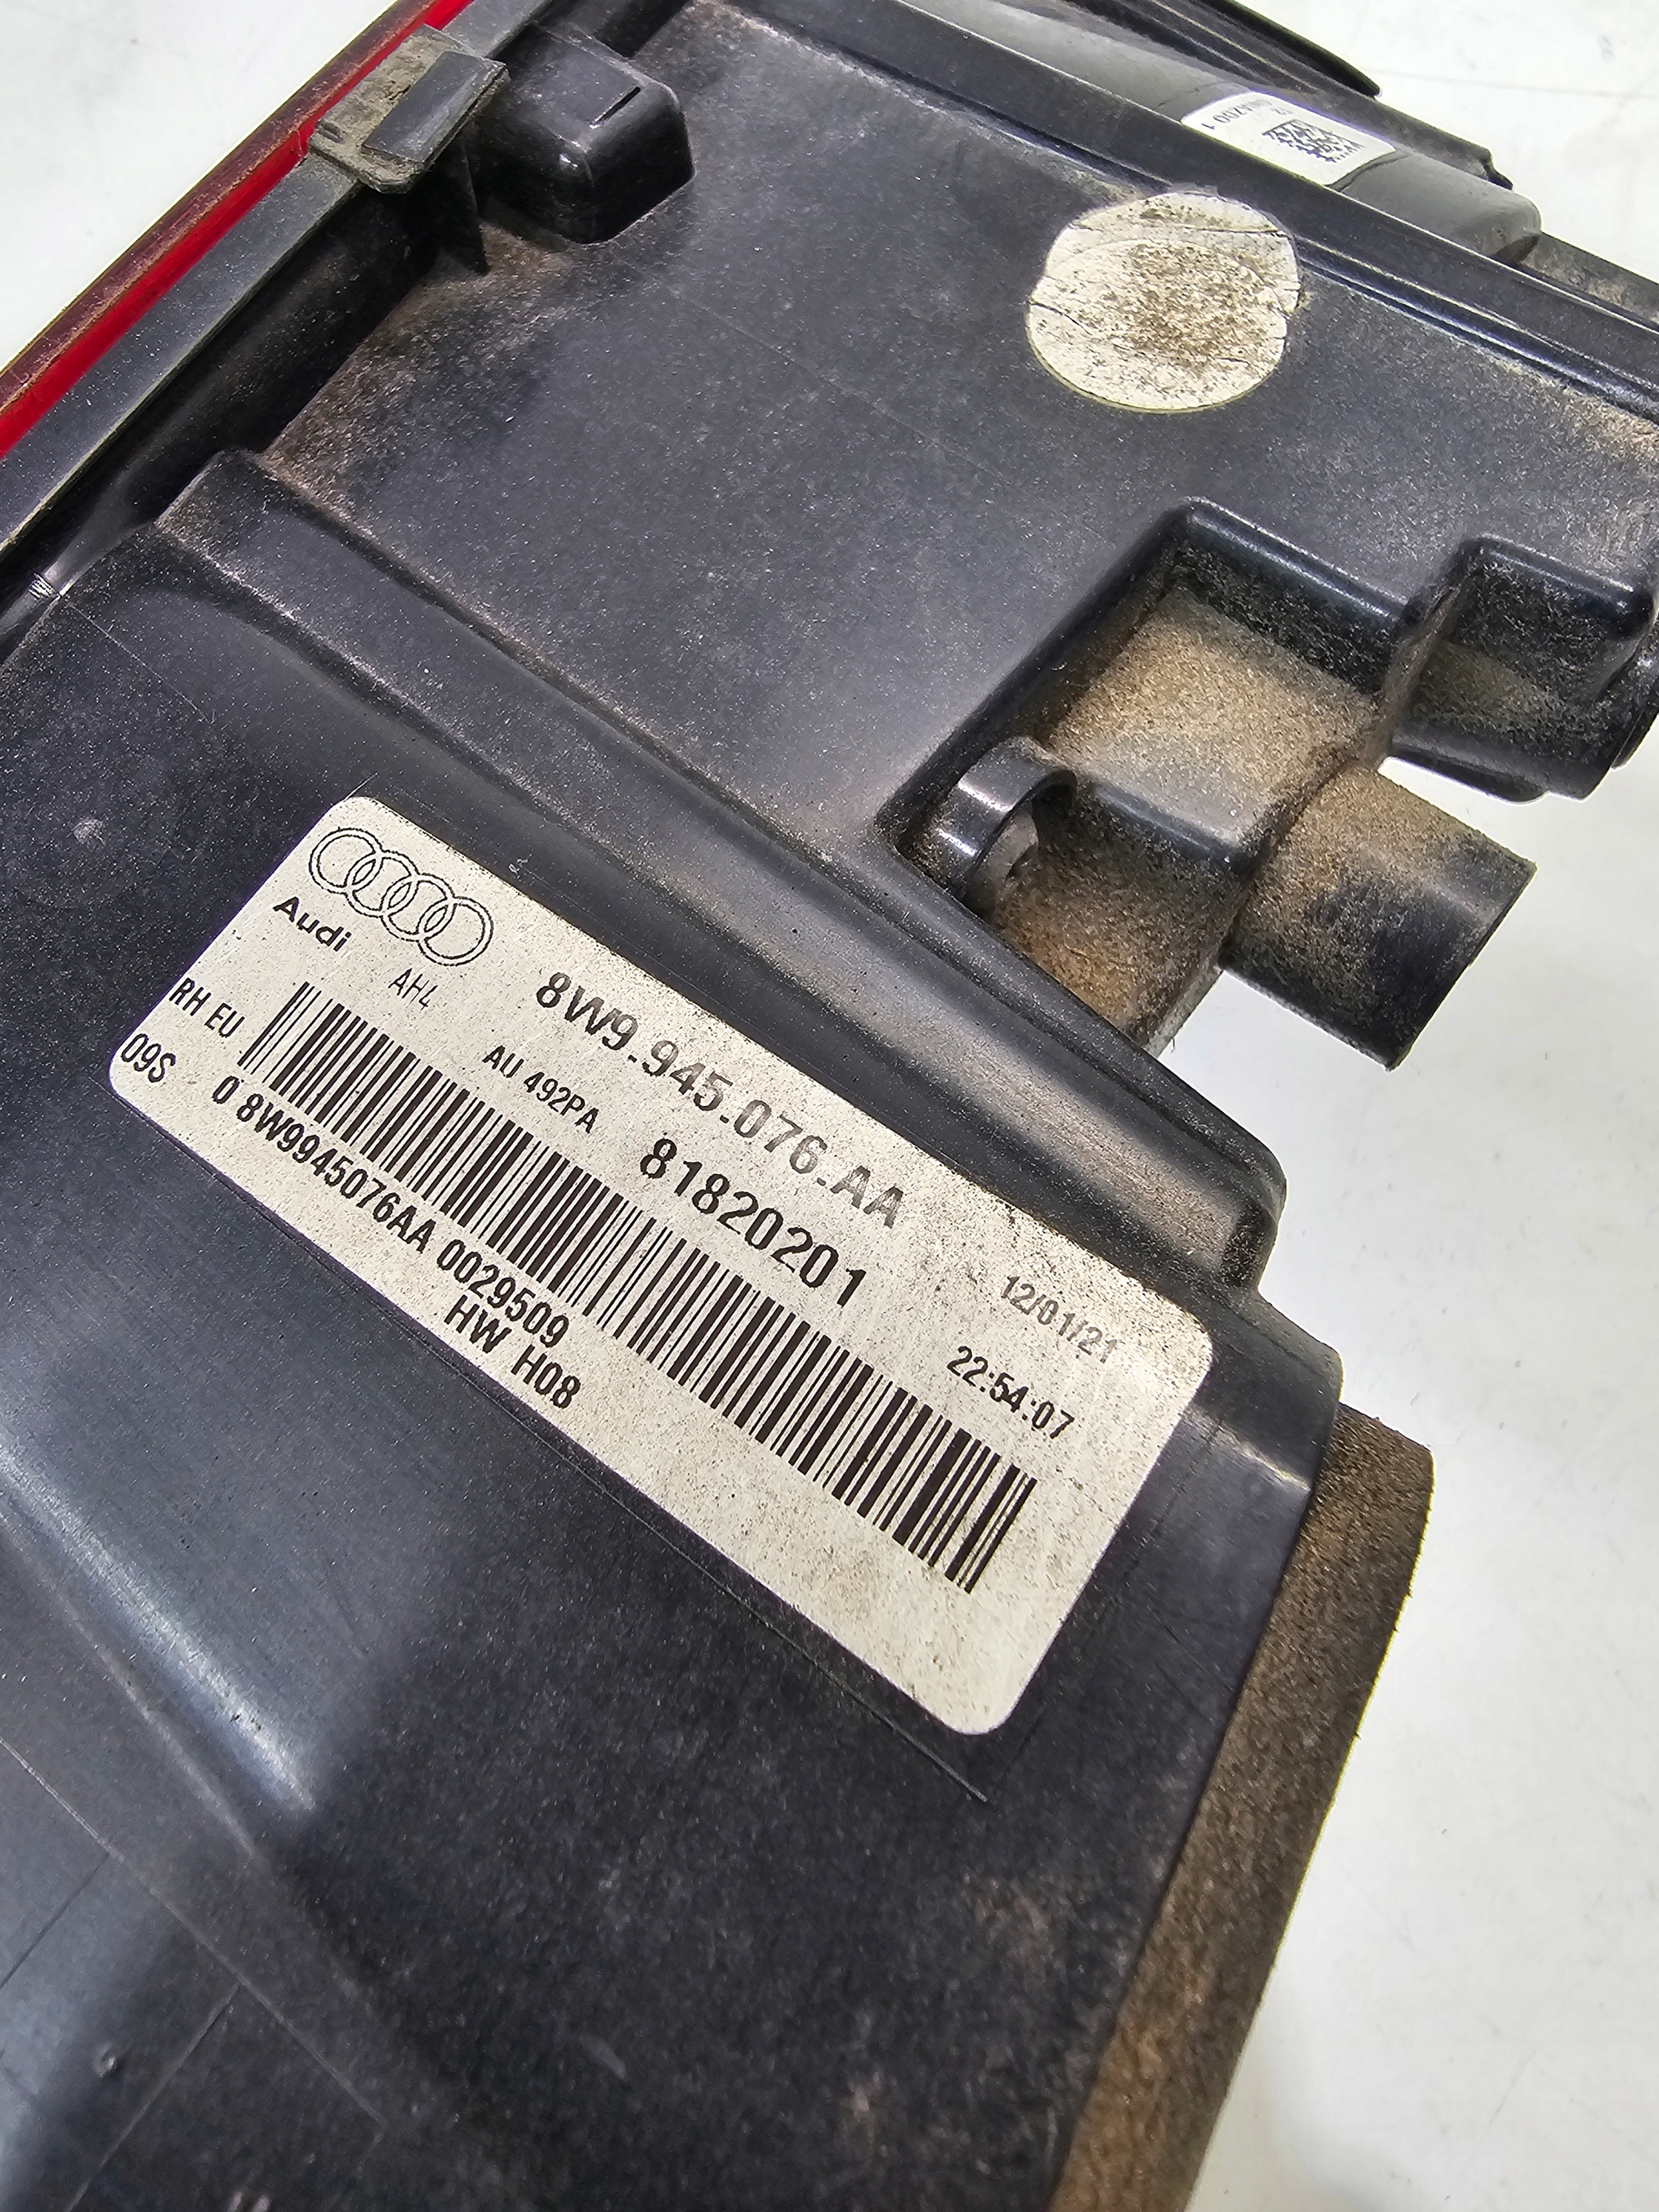 Audi
AH4
8W9.945.076.AA
12/01/21
RH EU
AU 492PA
81820201
22:54:07
09S
0 8W9945076AA 0029509
HW H08